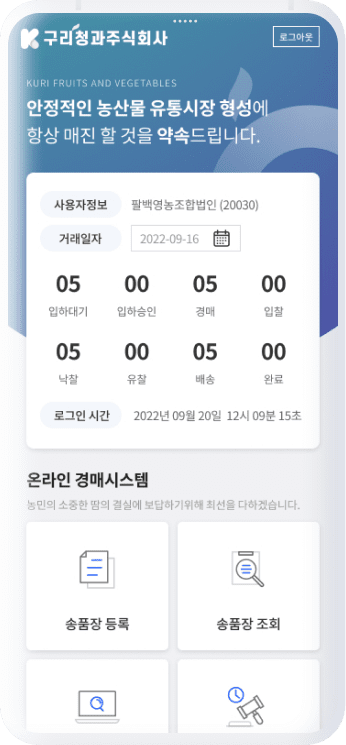 구리청과주식회사
로그아웃
KURI FRUITS AND VEGETABLES
안정적인 농산물 유통시장 형성에
항상 매진 할 것을 약속드립니다.
사용자정보 팔백영농조합법인 (20030)
거래일자 2022-09-16
05 00 05 00
입하대기 입하승인 경매 입찰
05 00 05 00
낙찰 유찰 배송 완료
로그인 시간 2022년 09월 20일 12시 09분 15초
온라인 경매시스템
농민의 소중한 땀의 결실에 보답하기위해 최선을 다하겠습니다.
송품장 등록 송품장 조회